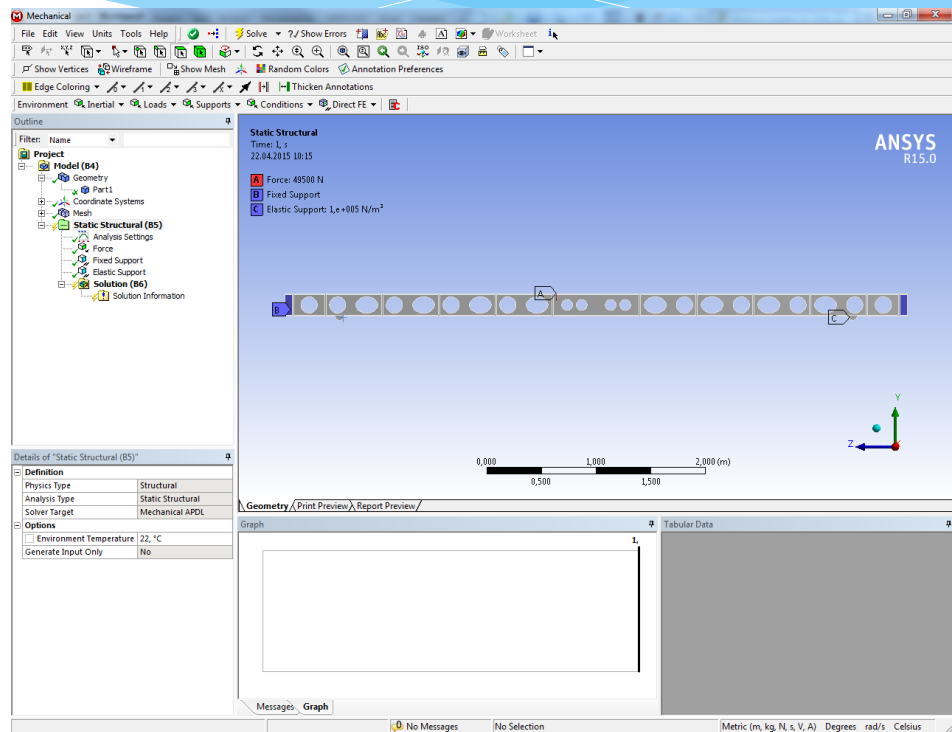 Mechanical
File Edit View Units Tools Help Solve ?/ Show Errors Worksheet
Show Vertices Wireframe Show Mesh Random Colors Annotation Preferences
Edge Coloring Thicken Annotations
Environment Inertial Loads Supports Conditions Direct FE
Outline
Filter: Name
Project
Model (B4)
Geometry
Part1
Coordinate Systems
Mesh
Static Structural (B5)
Analysis Settings
Force
Fixed Support
Elastic Support
Solution (B6)
Solution Information
Static Structural
Time: 1, s
22.04.2015 10:15
A Force: 49500 N
B Fixed Support
C Elastic Support: 1,e+005 N/m³
ANSYS
R15.0
A
B
C
Y
Z
0,000 1,000 2,000 (m)
0,500 1,500
Geometry Print Preview Report Preview
Details of "Static Structural (B5)"
Definition
Physics Type Structural
Analysis Type Static Structural
Solver Target Mechanical APDL
Options
Environment Temperature 22, °C
Generate Input Only No
Graph
1,
Messages Graph
Tabular Data
No Messages No Selection Metric (m, kg, N, s, V, A) Degrees rad/s Celsius